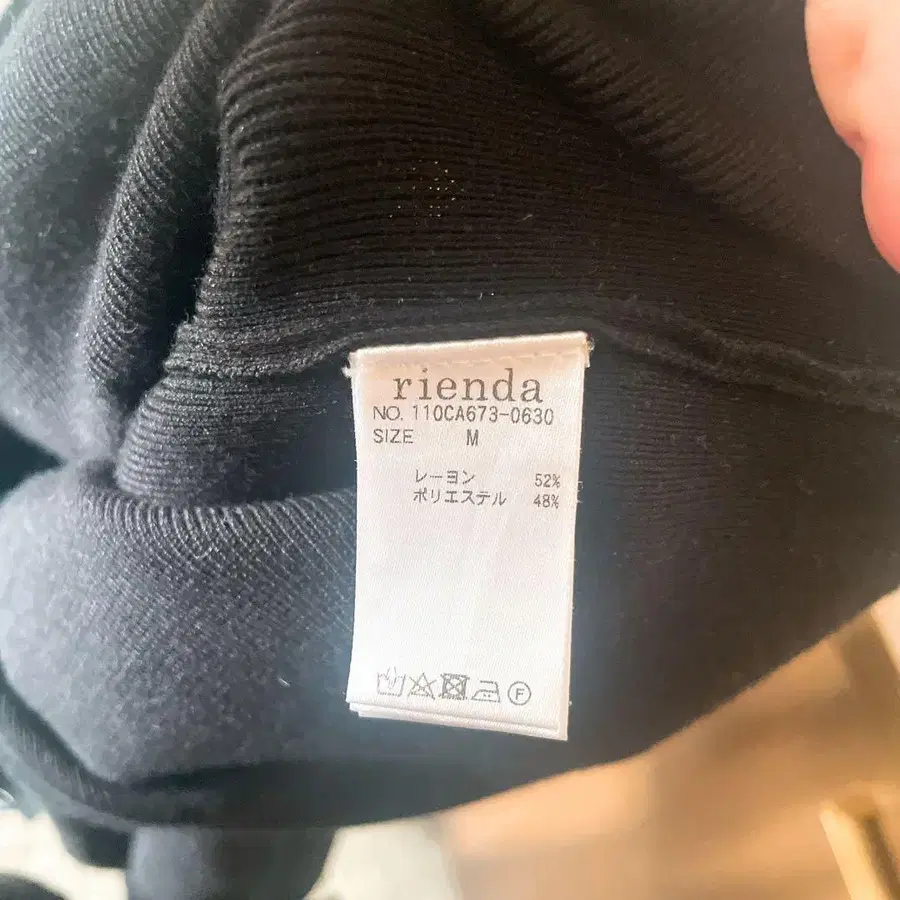 rienda
NO. 110CA673-0630
SIZE M
レーヨン 52%
ポリエステル 48%
F